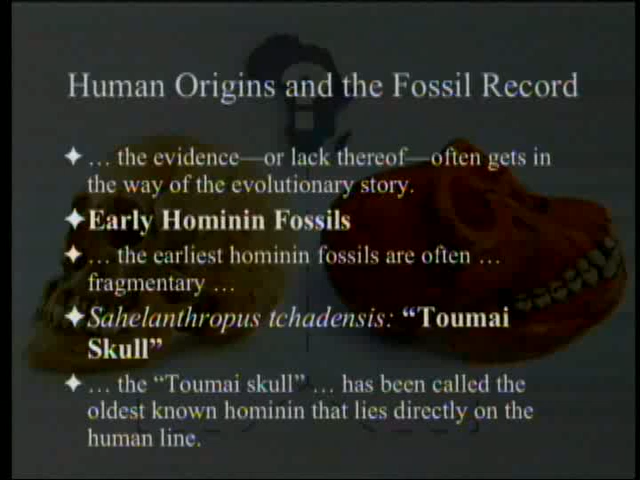 Human Origins and the Fossil Record
… the evidence—or lack thereof—often gets in
the way of the evolutionary story.
Early Hominin Fossils
… the earliest hominin fossils are often …
fragmentary …
Sahelanthropus tchadensis: “Toumai
Skull”
… the “Toumai skull” … has been called the
oldest known hominin that lies directly on the
human line.